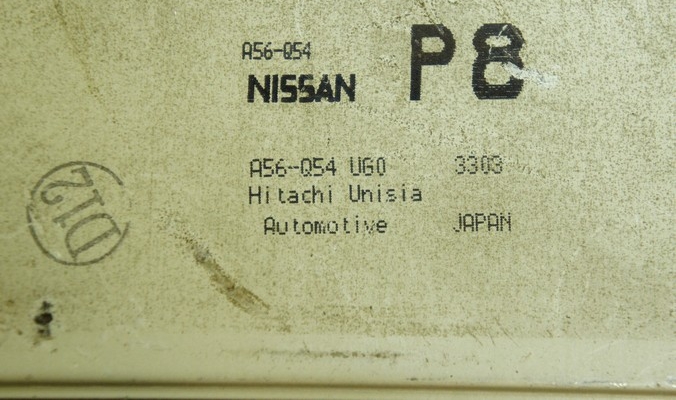 A56-Q54
NISSAN P8
A56-Q54 UG0 3303
Hitachi Unisia
Automotive JAPAN
D12